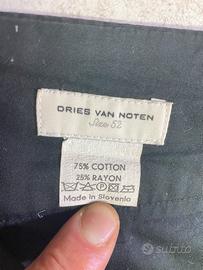 DRIES VAN NOTEN
Size 52
75% COTTON
25% RAYON
Made in Slovenia
subito